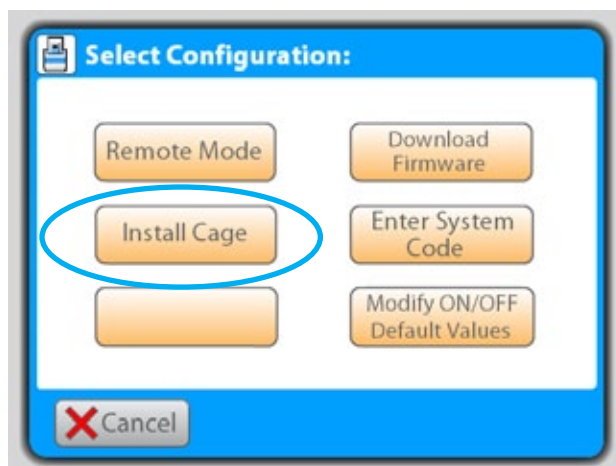 Select Configuration:
Remote Mode
Download
Firmware
Install Cage
Enter System
Code
Modify ON/OFF
Default Values
Cancel